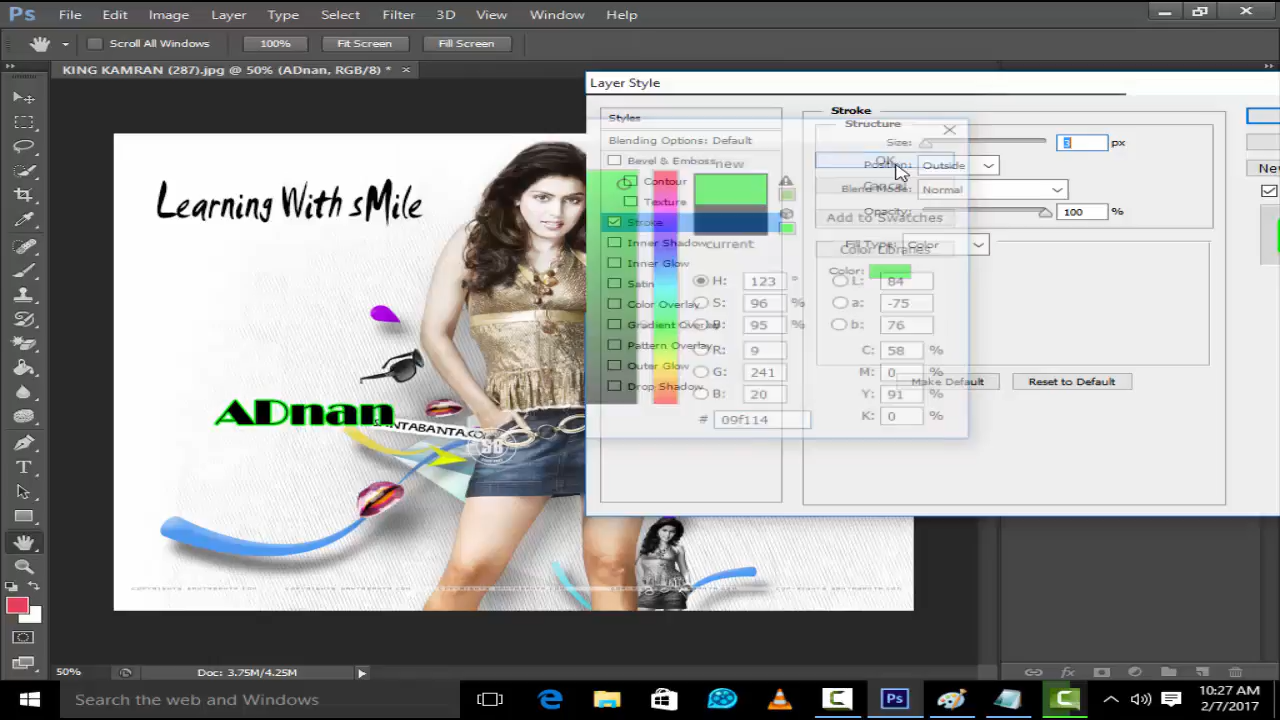 Ps File Edit Image Layer Type Select Filter 3D View Window Help
Scroll All Windows 100% Fit Screen Fill Screen
KING KAMRAN (287).jpg @ 50% (ADnan, RGB/8) * ×
Layer Style
Styles
Blending Options: Default
Bevel & Emboss
Contour
Texture
Stroke
Inner Shadow
Inner Glow
Satin
Color Overlay
Gradient Overlay
Pattern Overlay
Outer Glow
Drop Shadow
Stroke
Structure
Size: 3 px
Position: Outside
Blend Mode: Normal
Opacity: 100 %
Fill Type: Color
Color:
Make Default Reset to Default
New
new
current
OK
Cancel
Add to Swatches
Color Libraries
H: 123 °
S: 96 %
B: 95 %
R: 9
G: 241
B: 20
# 09f114
L: 84
a: -75
b: 76
C: 58 %
M: 0
Y: 91 %
K: 0 %
Learning With sMile
ADnan
SANTABANTA.CO
50% Doc: 3.75M/4.25M
fx
Search the web and Windows
10:27 AM
2/7/2017